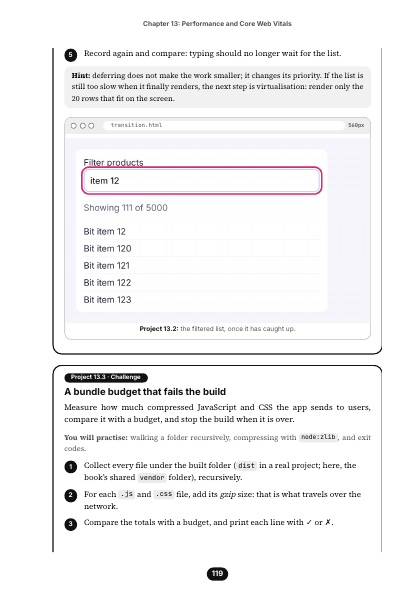 Chapter 13: Performance and Core Web Vitals
5 Record again and compare: typing should no longer wait for the list.
Hint: deferring does not make the work smaller; it changes its priority. If the list is
still too slow when it finally renders, the next step is virtualisation: render only the
20 rows that fit on the screen.
transition.html 560px
Filter products
item 12
Showing 111 of 5000
Bit item 12
Bit item 120
Bit item 121
Bit item 122
Bit item 123
Project 13.2: the filtered list, once it has caught up.
Project 13.3 · Challenge
A bundle budget that fails the build
Measure how much compressed JavaScript and CSS the app sends to users,
compare it with a budget, and stop the build when it is over.
You will practise: walking a folder recursively, compressing with node:zlib, and exit
codes.
1 Collect every file under the built folder (dist in a real project; here, the
book's shared vendor folder), recursively.
2 For each .js and .css file, add its gzip size: that is what travels over the
network.
3 Compare the totals with a budget, and print each line with ✓ or ✗.
119